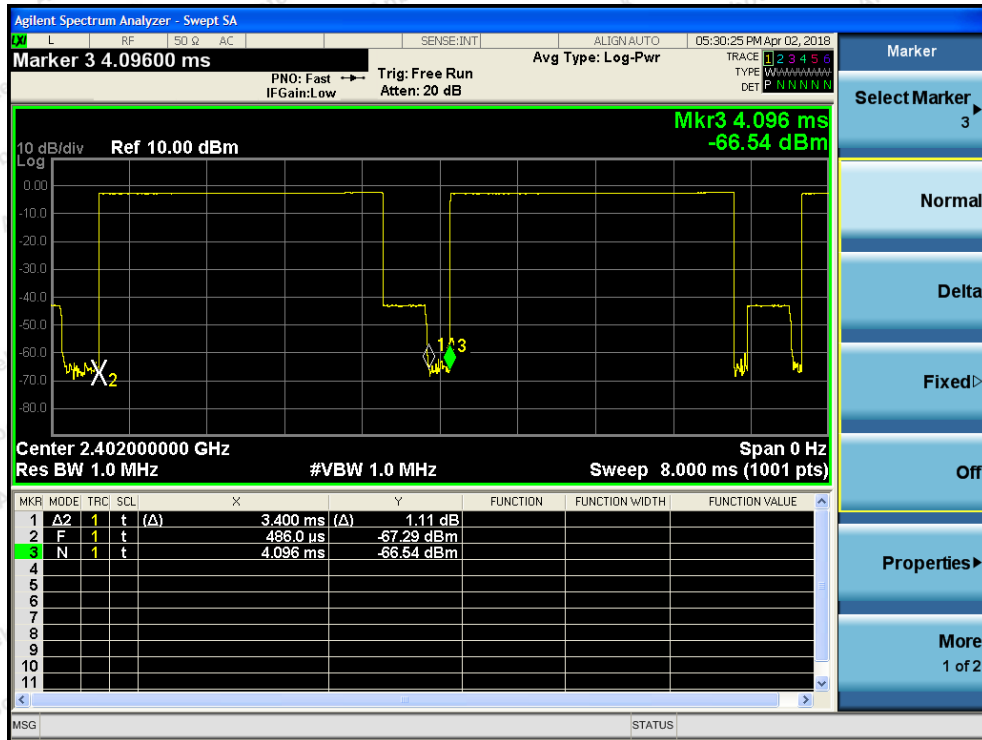 Agilent Spectrum Analyzer - Swept SA
LXI L RF 50 Ω AC SENSE:INT ALIGN AUTO 05:30:25 PM Apr 02, 2018
Marker 3 4.09600 ms
PNO: Fast
IFGain:Low
Trig: Free Run
Atten: 20 dB
Avg Type: Log-Pwr
TRACE 1 2 3 4 5 6
TYPE W
DET P N N N N N
Mkr3 4.096 ms
-66.54 dBm
10 dB/div Ref 10.00 dBm
Log
0.00
-10.0
-20.0
-30.0
-40.0
-50.0
-60.0
-70.0
-80.0
2
1
3
Center 2.402000000 GHz Span 0 Hz
Res BW 1.0 MHz #VBW 1.0 MHz Sweep 8.000 ms (1001 pts)
MKR MODE TRC SCL X Y FUNCTION FUNCTION WIDTH FUNCTION VALUE
1 Δ2 1 t (Δ) 3.400 ms (Δ) 1.11 dB
2 F 1 t 486.0 µs -67.29 dBm
3 N 1 t 4.096 ms -66.54 dBm
4
5
6
7
8
9
10
11
MSG STATUS
Marker
Select Marker
3
Normal
Delta
Fixed
Off
Properties
More
1 of 2